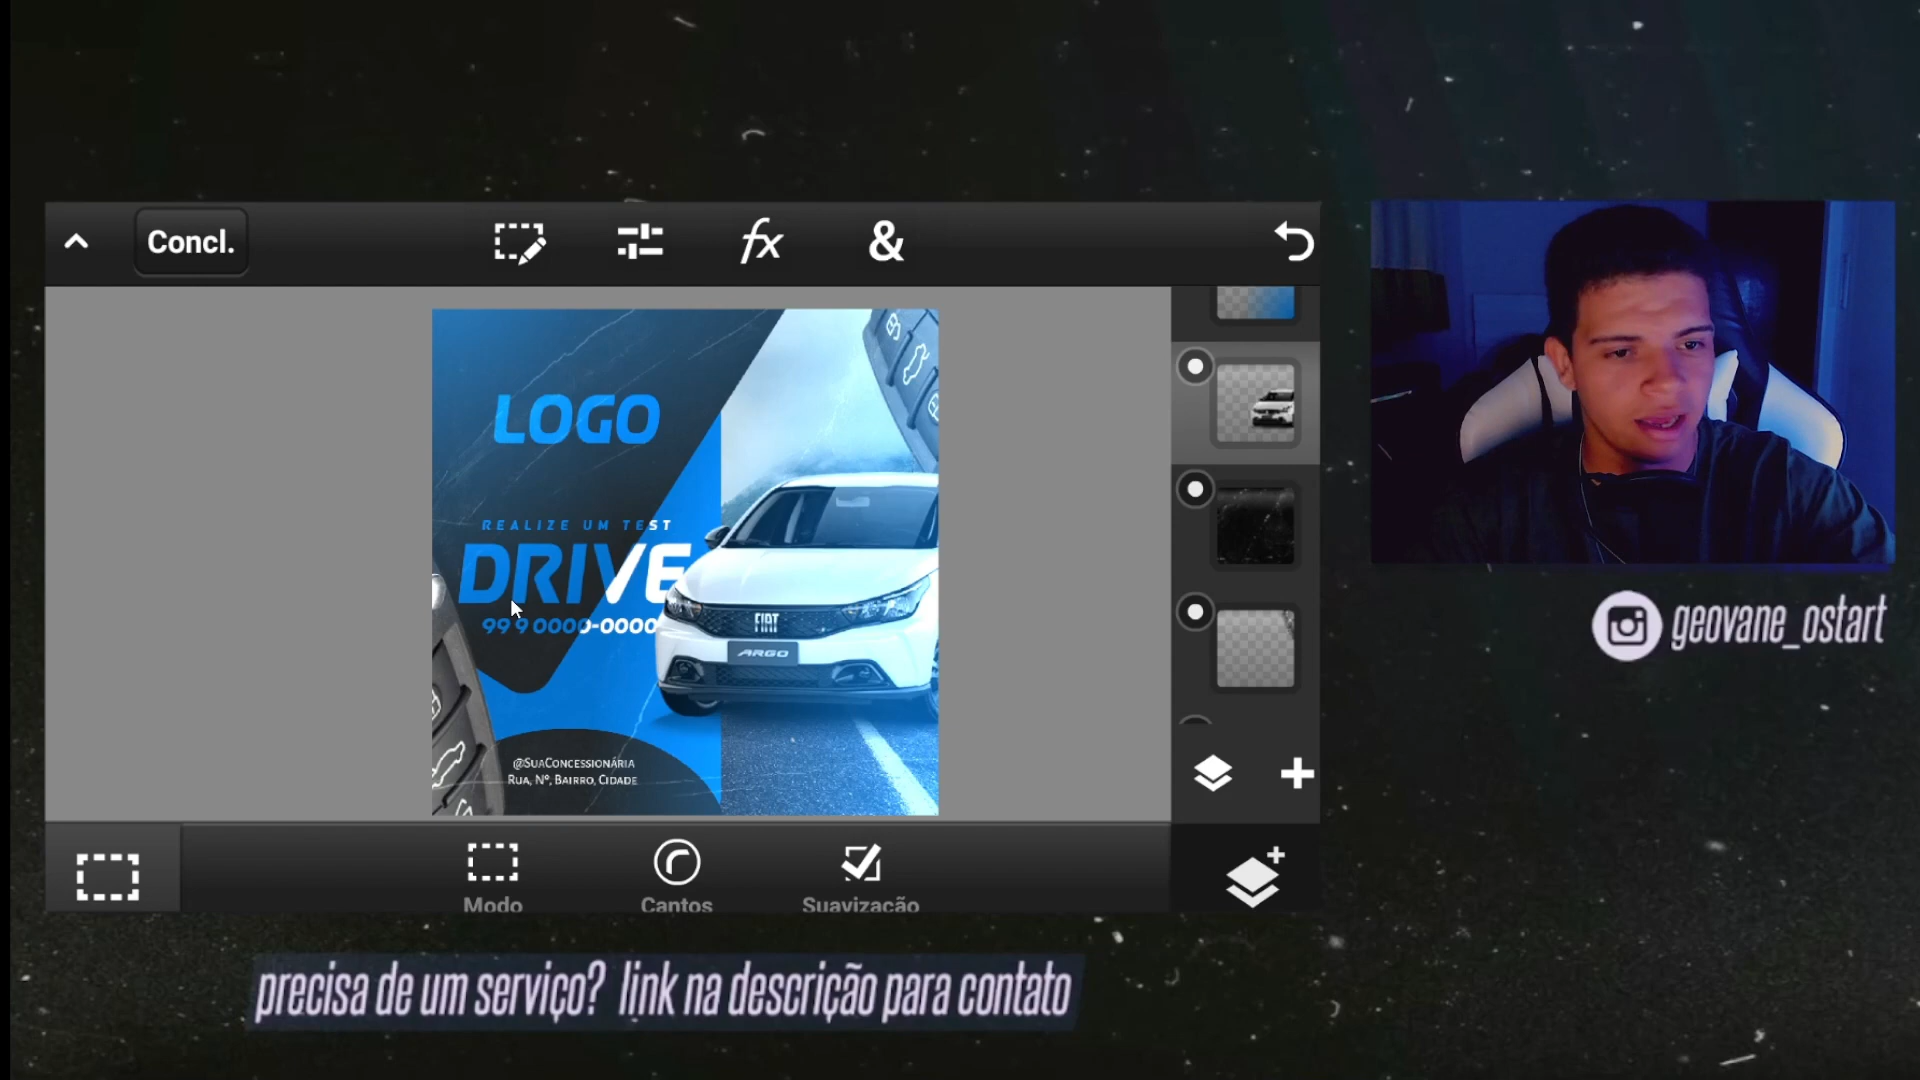 Concl.
fx
&
LOGO
REALIZE UM TEST
DRIVE
99 9 0000-0000
FIAT
ARGO
@SuaConcessionária
Rua, Nº, Bairro, Cidade
Modo
Cantos
Suavização
geovane_ostart
precisa de um serviço? link na descrição para contato